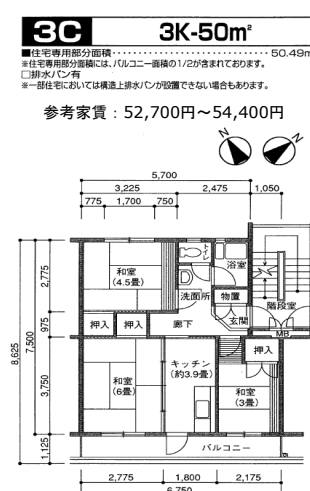 3C 3K-50m²
■住宅専用部分面積 50.49m
※住宅専用部分面積には、バルコニー面積の1/2が含まれております。
□排水パン有
※一部住宅においては構造上排水パンが設置できない場合もあります。
参考家賃：52,700円～54,400円
N N
5,700
3,225 2,475 1,050
775 1,700 750
トイレ
浴室
和室
(4.5畳)
洗面所
物置
階段室
玄関
押入 押入 廊下
MB
押入
キッチン
(約3.9畳)
和室
(6畳)
和室
(3畳)
バルコニー
2,775
975
3,750
1,125
7,500
8,625
2,775 1,800 2,175
6,750